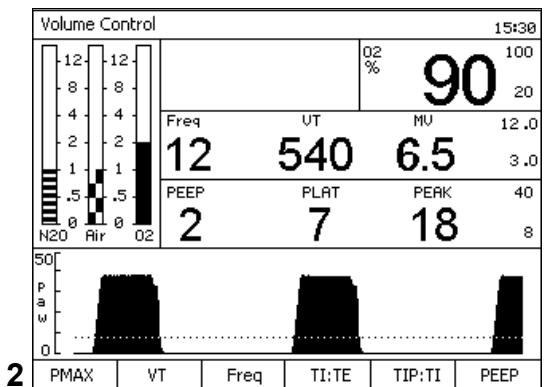 Volume Control 15:30
12 12
8 8
4 4
2 2
1 1
.5 .5
0 0
N2O Air O2
O2 % 90 100 20
Freq VT MV 12.0
12 540 6.5 3.0
PEEP PLAT PEAK 40
2 7 18 8
50
Paw
0
2 PMAX VT Freq TI:TE TIP:TI PEEP